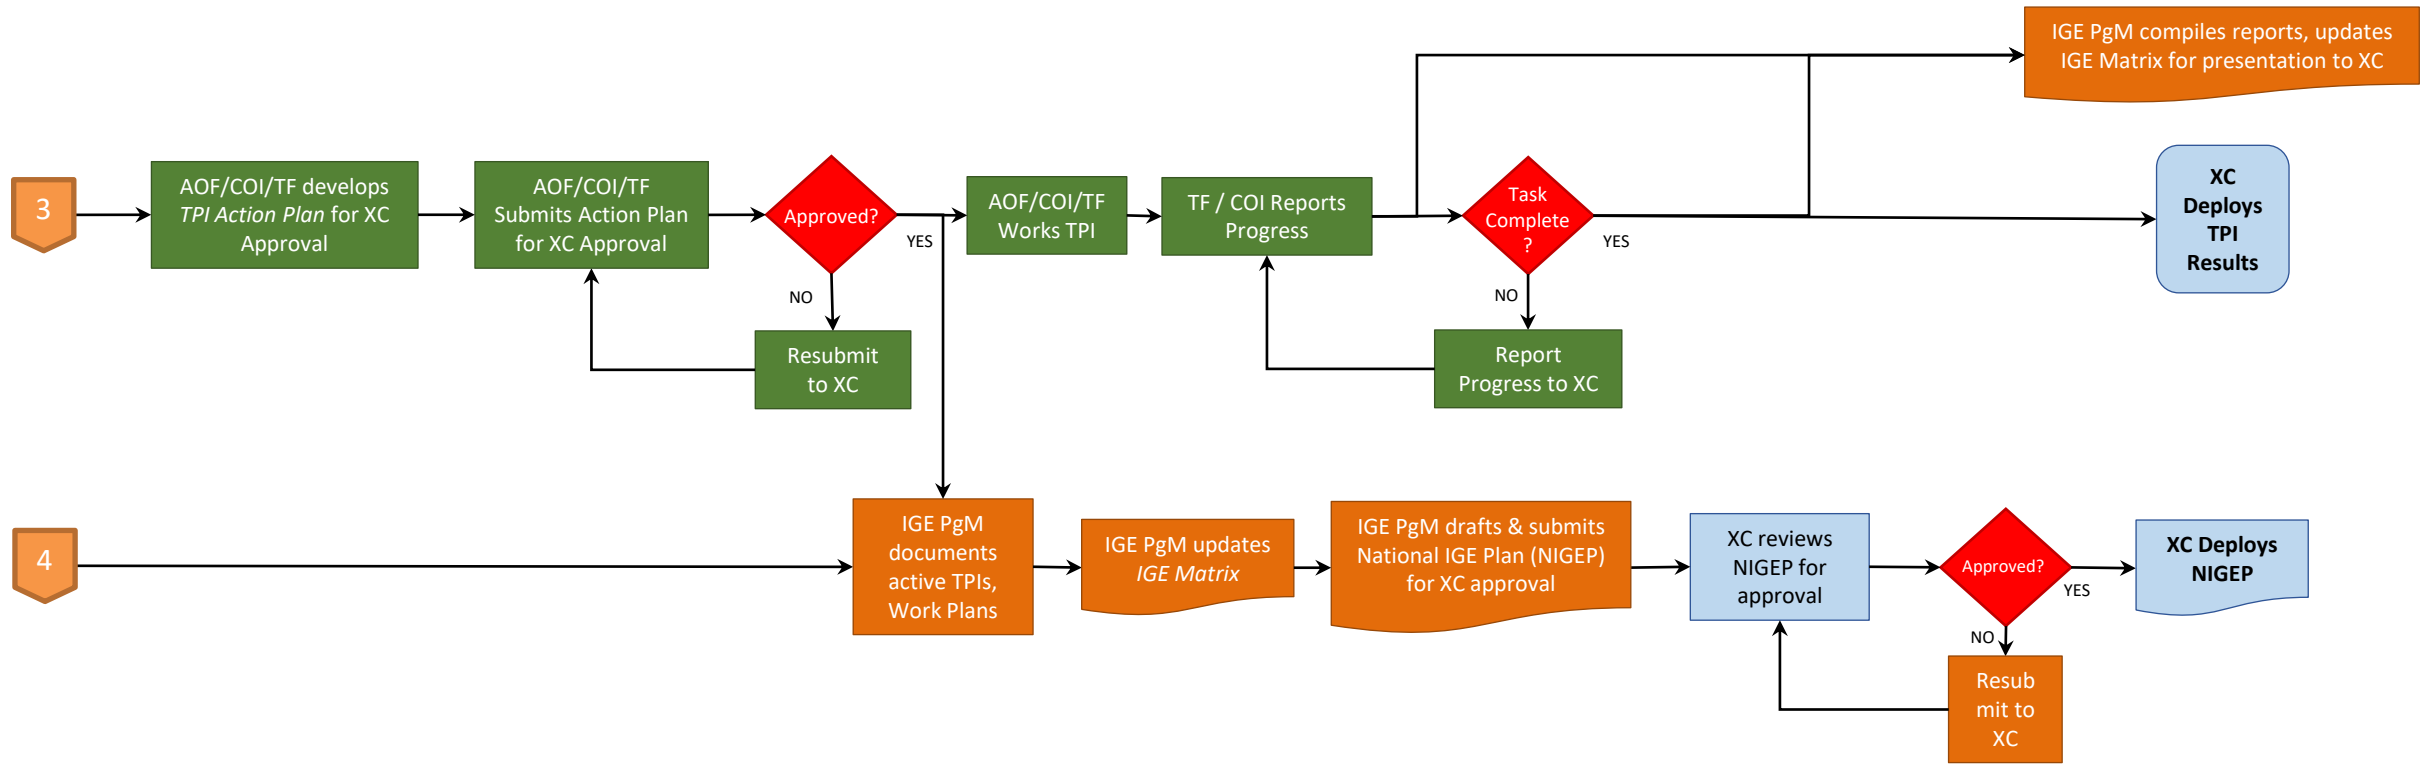 IGE PgM compiles reports, updates
IGE Matrix for presentation to XC
3
AOF/COI/TF develops
TPI Action Plan for XC
Approval
AOF/COI/TF
Submits Action Plan
for XC Approval
Approved?
YES
NO
Resubmit
to XC
AOF/COI/TF
Works TPI
TF / COI Reports
Progress
Task
Complete
?
YES
NO
Report
Progress to XC
XC
Deploys
TPI
Results
4
IGE PgM
documents
active TPIs,
Work Plans
IGE PgM updates
IGE Matrix
IGE PgM drafts & submits
National IGE Plan (NIGEP)
for XC approval
XC reviews
NIGEP for
approval
Approved?
YES
NO
Resub
mit to
XC
XC Deploys
NIGEP